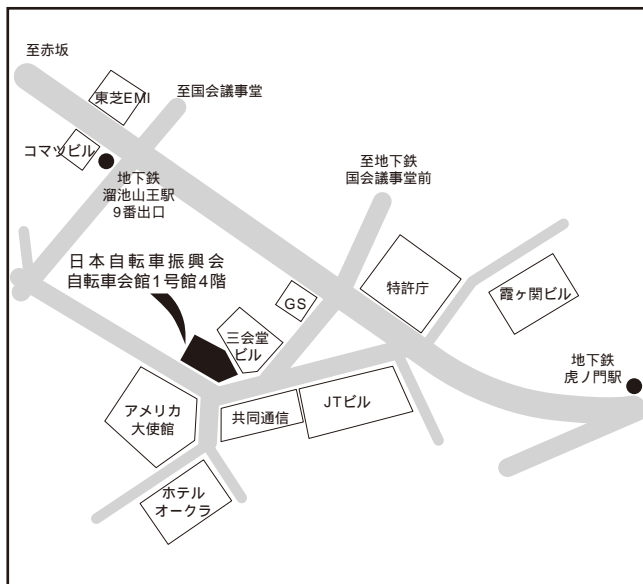 至赤坂
東芝EMI
至国会議事堂
コマツビル
地下鉄
溜池山王駅
9番出口
至地下鉄
国会議事堂前
日本自転車振興会
自転車会館1号館4階
GS
特許庁
霞ヶ関ビル
三会堂
ビル
地下鉄
虎ノ門駅
アメリカ
大使館
共同通信
JTビル
ホテル
オークラ